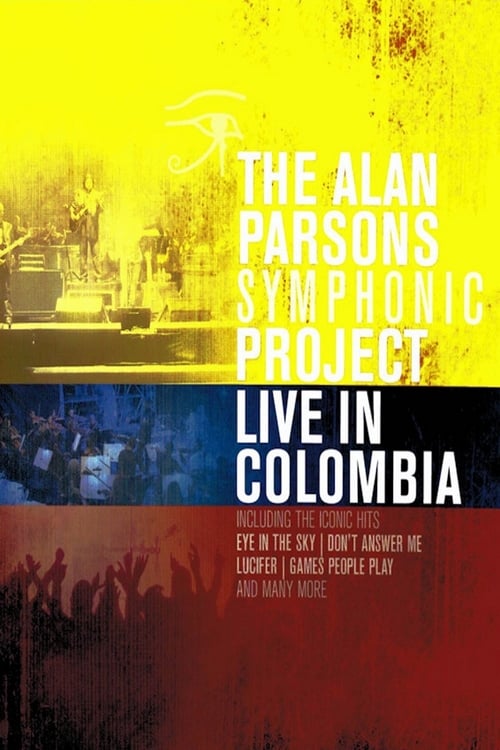 THE ALAN
PARSONS
SYMPHONIC
PROJECT
LIVE IN
COLOMBIA
INCLUDING THE ICONIC HITS
EYE IN THE SKY | DON'T ANSWER ME
LUCIFER | GAMES PEOPLE PLAY
AND MANY MORE